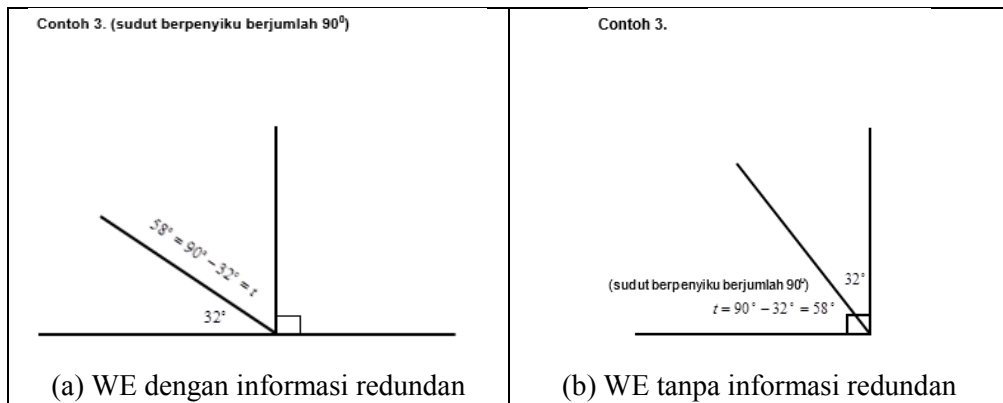 Contoh 3. (sudut berpenyiku berjumlah 90⁰)
58° = 90° − 32° = t
32°
(a) WE dengan informasi redundan
Contoh 3.
32°
(sudut berpenyiku berjumlah 90⁰)
t = 90° − 32° = 58°
(b) WE tanpa informasi redundan